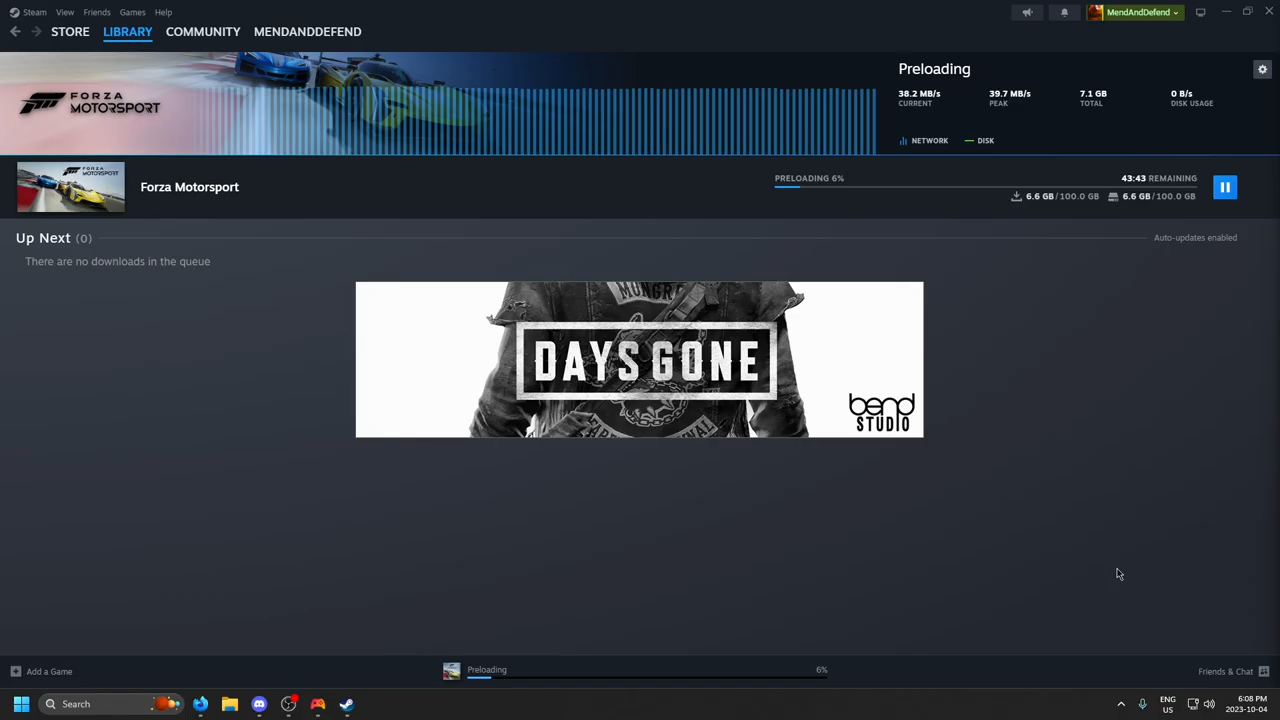 Steam View Friends Games Help
MendAndDefend
STORE LIBRARY COMMUNITY MENDANDDEFEND
FORZA
MOTORSPORT
Preloading
38.2 MB/s 39.7 MB/s 7.1 GB 0 B/s
CURRENT PEAK TOTAL DISK USAGE
NETWORK DISK
FORZA
MOTORSPORT
Forza Motorsport
PRELOADING 6% 43:43 REMAINING
6.6 GB/100.0 GB 6.6 GB/100.0 GB
Up Next (0) Auto-updates enabled
There are no downloads in the queue
MONGR
DAYS GONE
bend
STUDIO
Add a Game Preloading 6% Friends & Chat
Search ENG
US
6:08 PM
2023-10-04